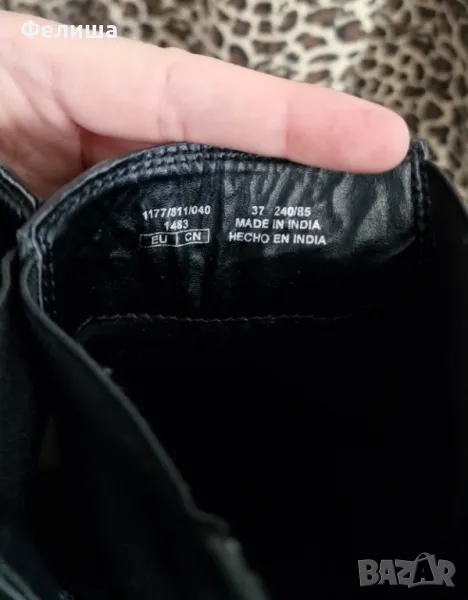 Фелиша
1177/811/040 37 240/85
1483 MADE IN INDIA
EU CN HECHO EN INDIA
BAZAR